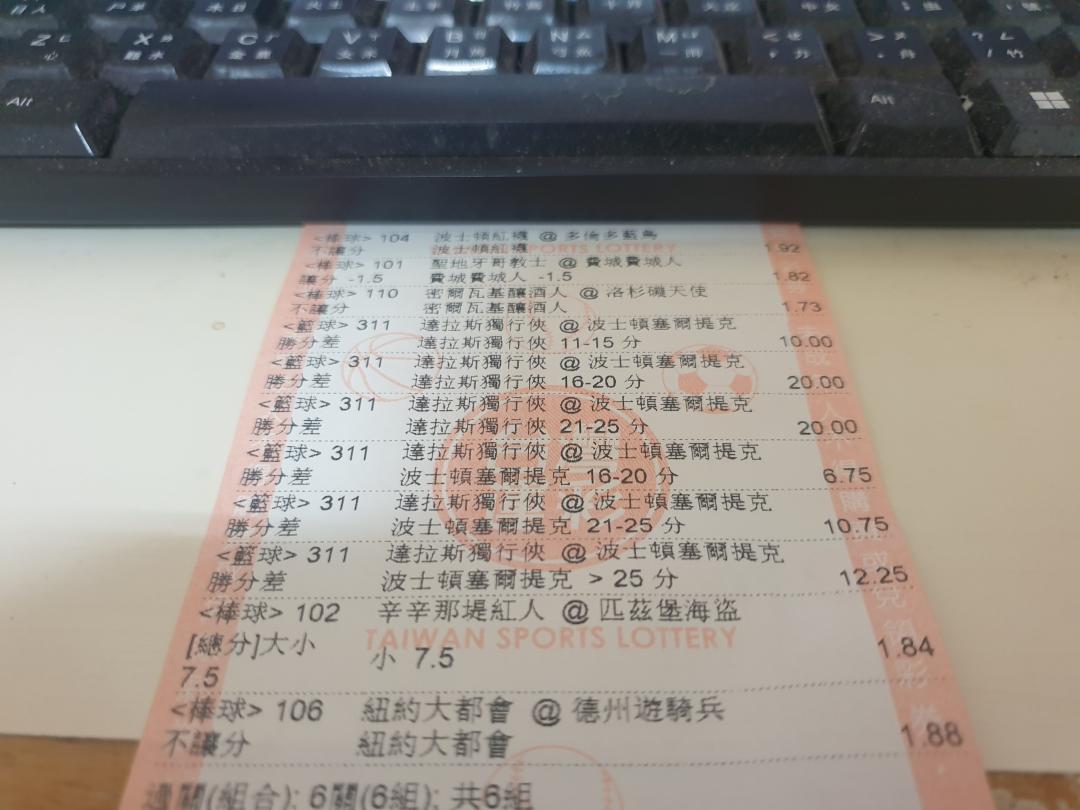 <棒球> 104 波士頓紅襪 @ 多倫多藍鳥
不讓分 波士頓紅襪 1.92
<棒球> 101 聖地牙哥教士 @ 費城費城人
讓分 -1.5 費城費城人 -1.5 1.82
<棒球> 110 密爾瓦基釀酒人 @ 洛杉磯天使
不讓分 密爾瓦基釀酒人 1.73
<籃球> 311 達拉斯獨行俠 @ 波士頓塞爾提克
勝分差 達拉斯獨行俠 11-15 分 10.00
<籃球> 311 達拉斯獨行俠 @ 波士頓塞爾提克
勝分差 達拉斯獨行俠 16-20 分 20.00
<籃球> 311 達拉斯獨行俠 @ 波士頓塞爾提克
勝分差 達拉斯獨行俠 21-25 分 20.00
<籃球> 311 達拉斯獨行俠 @ 波士頓塞爾提克
勝分差 波士頓塞爾提克 16-20 分 6.75
<籃球> 311 達拉斯獨行俠 @ 波士頓塞爾提克
勝分差 波士頓塞爾提克 21-25 分 10.75
<籃球> 311 達拉斯獨行俠 @ 波士頓塞爾提克
勝分差 波士頓塞爾提克 > 25 分 12.25
<棒球> 102 辛辛那堤紅人 @ 匹茲堡海盜
TAIWAN SPORTS LOTTERY
[總分]大小 小 7.5 1.84
7.5
<棒球> 106 紐約大都會 @ 德州遊騎兵
不讓分 紐約大都會 1.88
過關(組合): 6關(6組); 共6組
Alt
Alt
Z
X
C
V
B
N
M